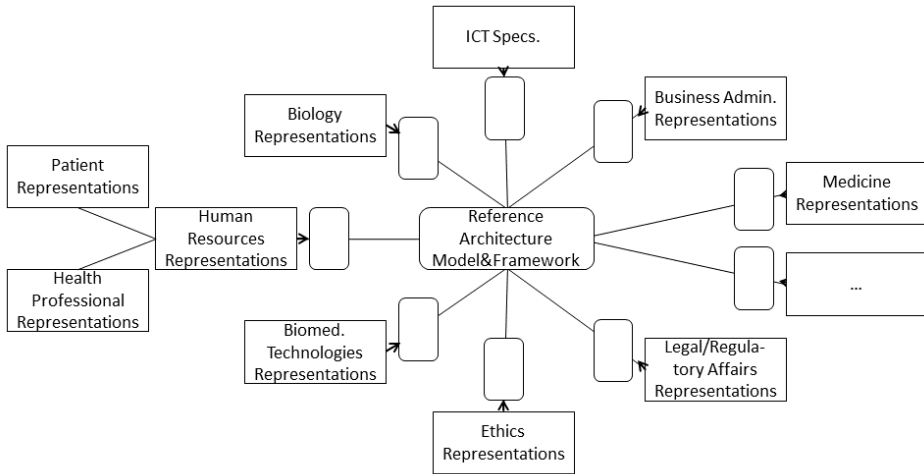 ICT Specs.
Biology
Representations
Business Admin.
Representations
Patient
Representations
Medicine
Representations
Human
Resources
Representations
Reference
Architecture
Model&Framework
Health
Professional
Representations
...
Biomed.
Technologies
Representations
Legal/Regula-
tory Affairs
Representations
Ethics
Representations